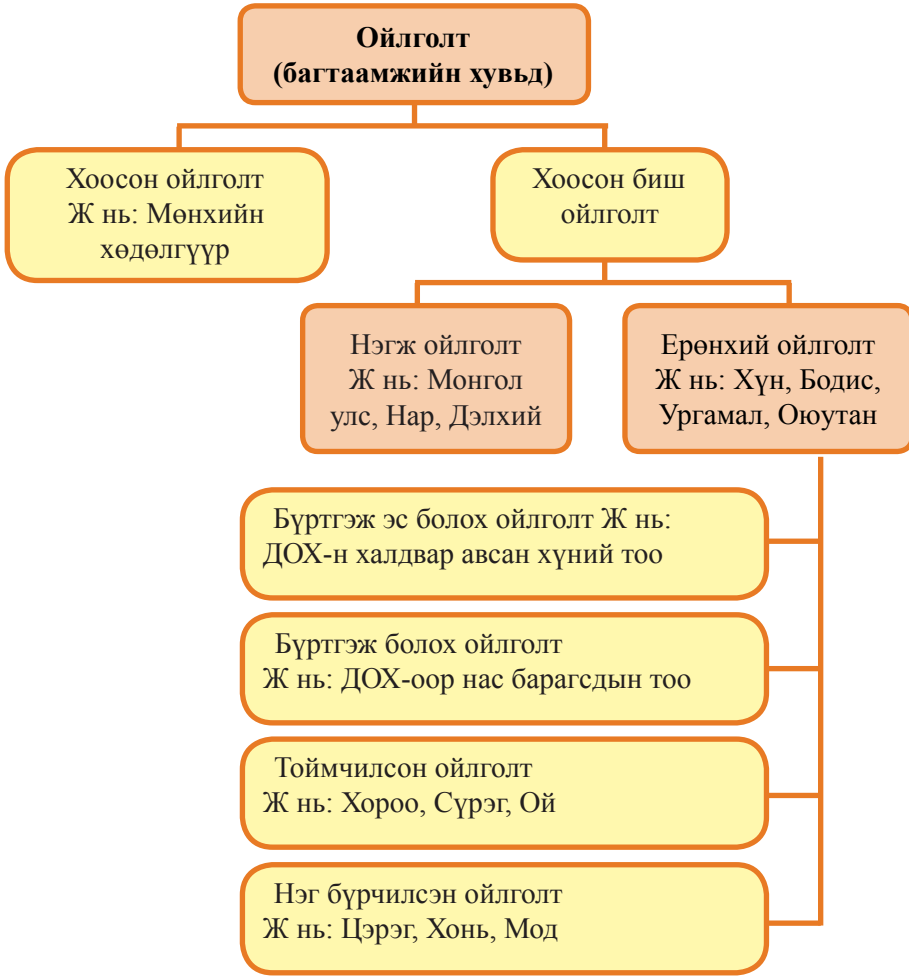 Ойлголт
(багтаамжийн хувьд)
Хоосон ойлголт
Ж нь: Мөнхийн
хөдөлгүүр
Хоосон биш
ойлголт
Нэгж ойлголт
Ж нь: Монгол
улс, Нар, Дэлхий
Ерөнхий ойлголт
Ж нь: Хүн, Бодис,
Ургамал, Оюутан
Бүртгэж эс болох ойлголт Ж нь:
ДОХ-н халдвар авсан хүний тоо
Бүртгэж болох ойлголт
Ж нь: ДОХ-оор нас барагсдын тоо
Тоймчилсон ойлголт
Ж нь: Хороо, Сүрэг, Ой
Нэг бүрчилсэн ойлголт
Ж нь: Цэрэг, Хонь, Мод